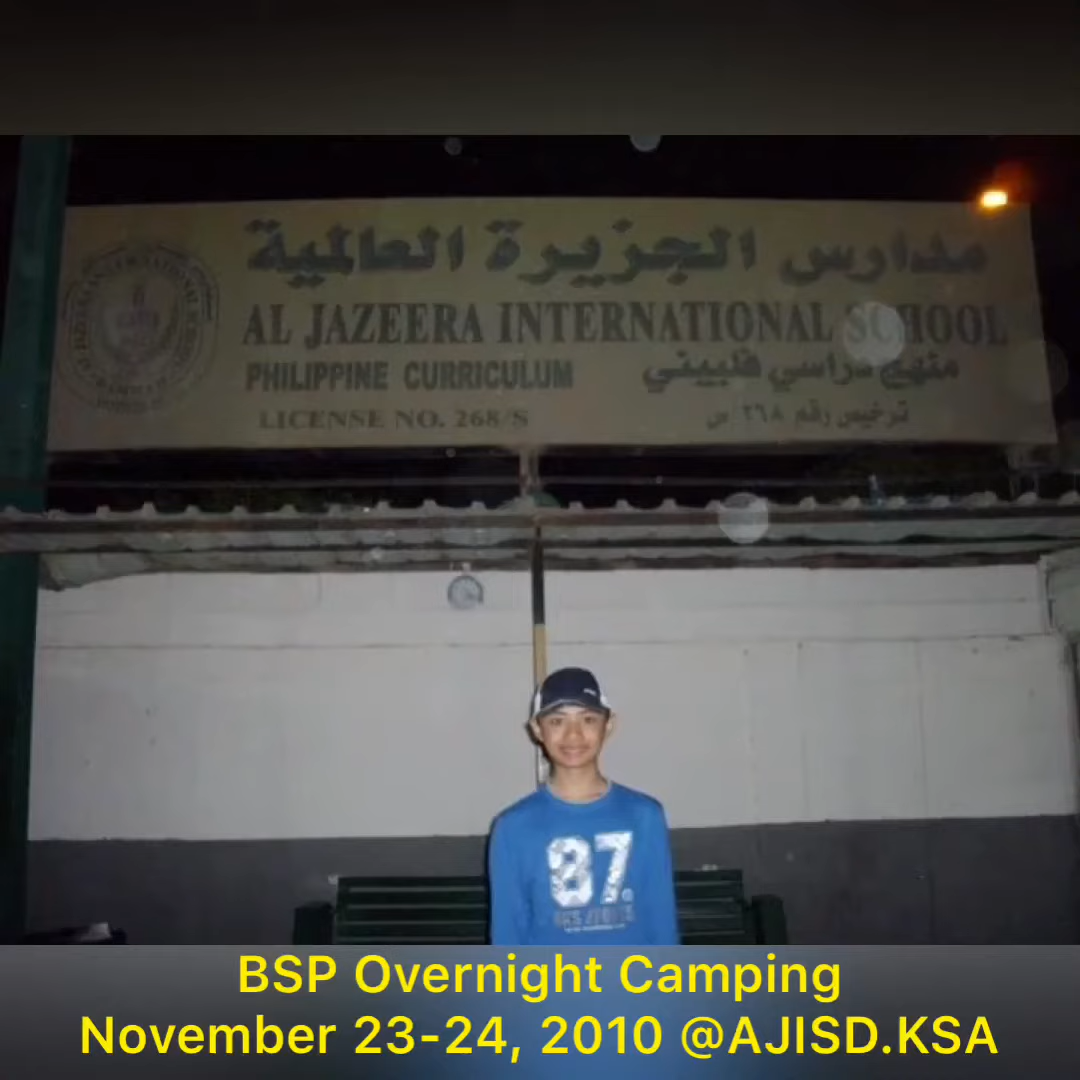 مدارس الجزيرة العالمية
AL JAZEERA INTERNATIONAL SCHOOL
PHILIPPINE CURRICULUM
منهج دراسي فلبيني
LICENSE NO. 268/S
ترخيص رقم ٢٦٨/س
87.
BSP Overnight Camping
November 23-24, 2010 @AJISD.KSA